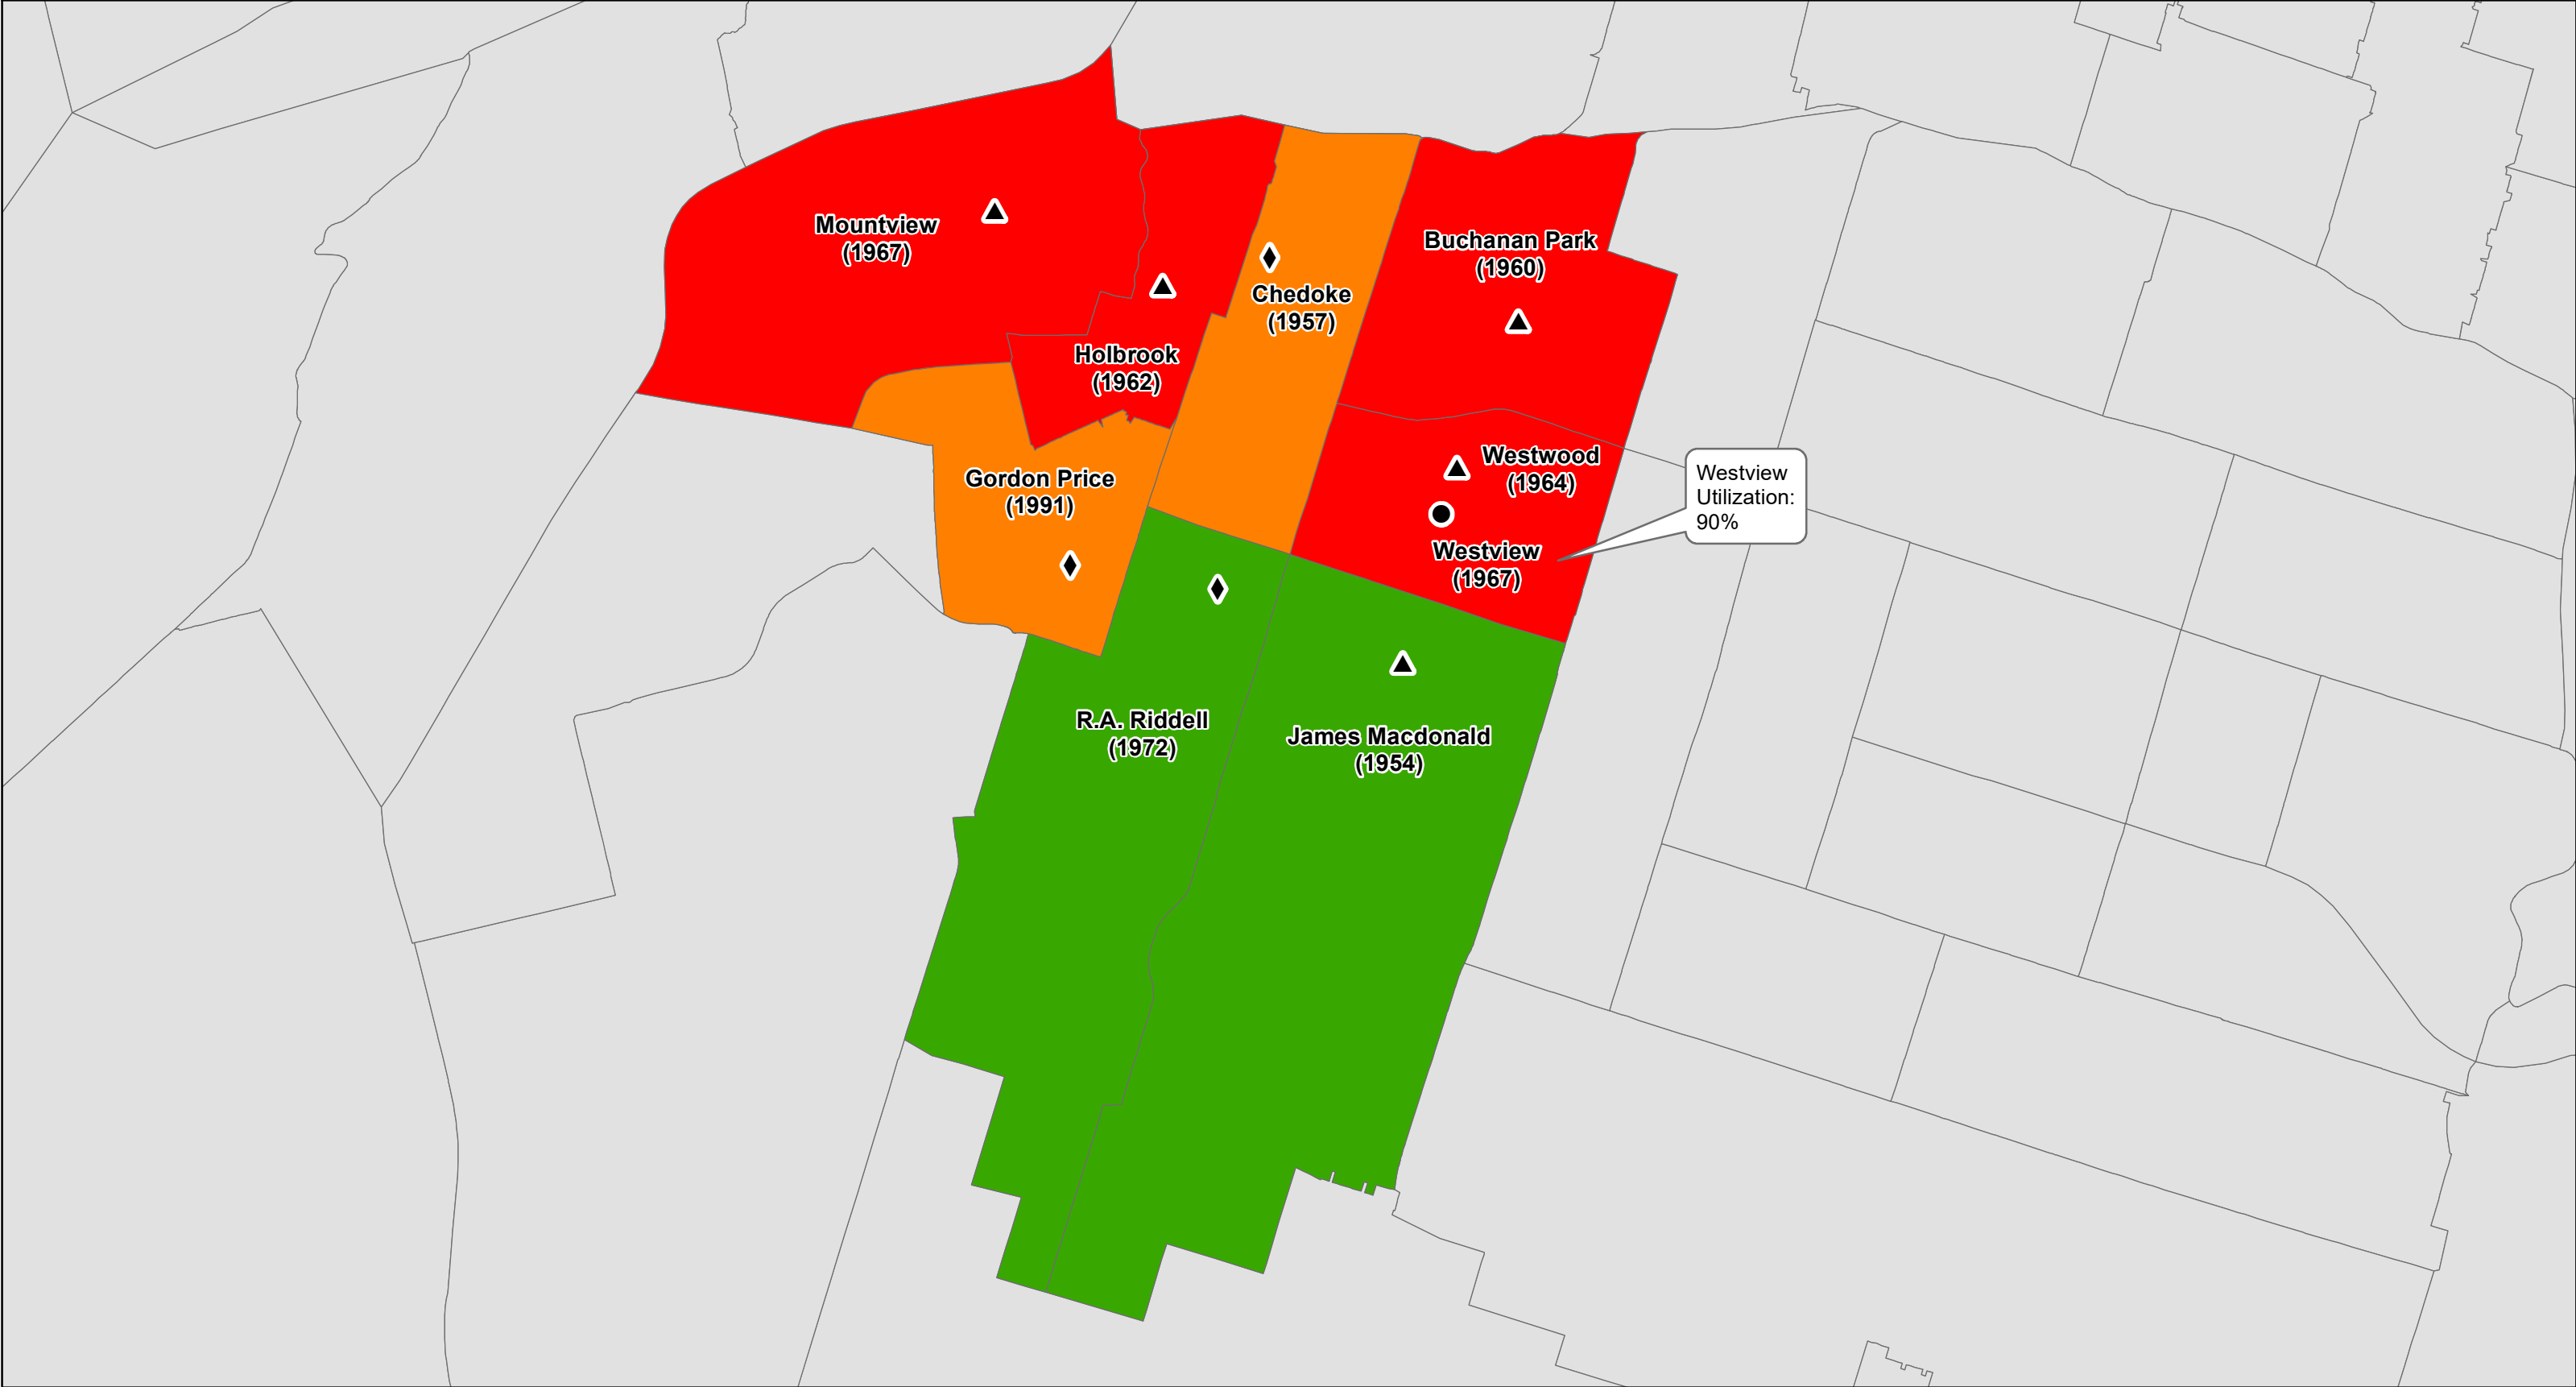 Mountview
(1967)
Buchanan Park
(1960)
Chedoke
(1957)
Holbrook
(1962)
Westwood
(1964)
Westview
Utilization:
90%
Gordon Price
(1991)
Westview
(1967)
R.A. Riddell
(1972)
James Macdonald
(1954)